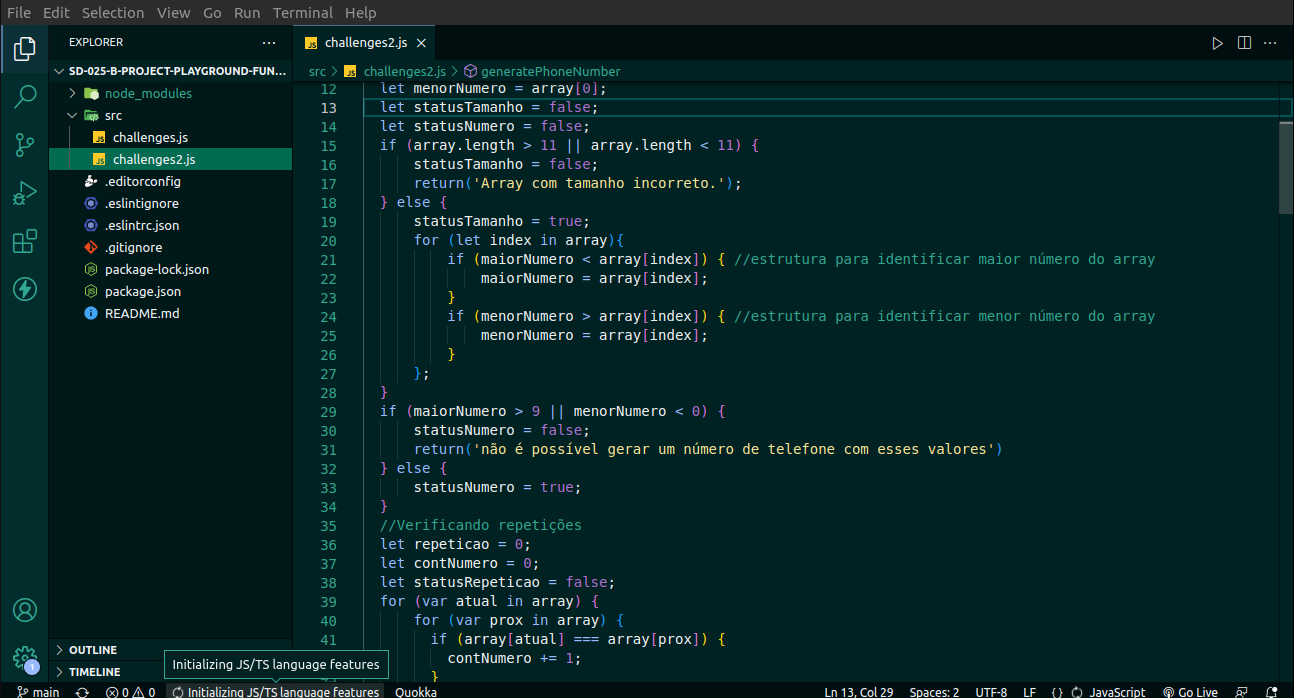 File Edit Selection View Go Run Terminal Help
EXPLORER
SD-025-B-PROJECT-PLAYGROUND-FUN...
node_modules
src
challenges.js
challenges2.js
.editorconfig
.eslintignore
.eslintrc.json
.gitignore
package-lock.json
package.json
README.md
OUTLINE
TIMELINE
challenges2.js
src > challenges2.js > generatePhoneNumber
12 let menorNumero = array[0];
13 let statusTamanho = false;
14 let statusNumero = false;
15 if (array.length > 11 || array.length < 11) {
16 statusTamanho = false;
17 return('Array com tamanho incorreto.');
18 } else {
19 statusTamanho = true;
20 for (let index in array){
21 if (maiorNumero < array[index]) { //estrutura para identificar maior número do array
22 maiorNumero = array[index];
23 }
24 if (menorNumero > array[index]) { //estrutura para identificar menor número do array
25 menorNumero = array[index];
26 }
27 };
28 }
29 if (maiorNumero > 9 || menorNumero < 0) {
30 statusNumero = false;
31 return('não é possível gerar um número de telefone com esses valores')
32 } else {
33 statusNumero = true;
34 }
35 //Verificando repetições
36 let repeticao = 0;
37 let contNumero = 0;
38 let statusRepeticao = false;
39 for (var atual in array) {
40 for (var prox in array) {
41 if (array[atual] === array[prox]) {
contNumero += 1;
}
Initializing JS/TS language features
1
main 0 0 Initializing JS/TS language features Quokka Ln 13, Col 29 Spaces: 2 UTF-8 LF {} JavaScript Go Live